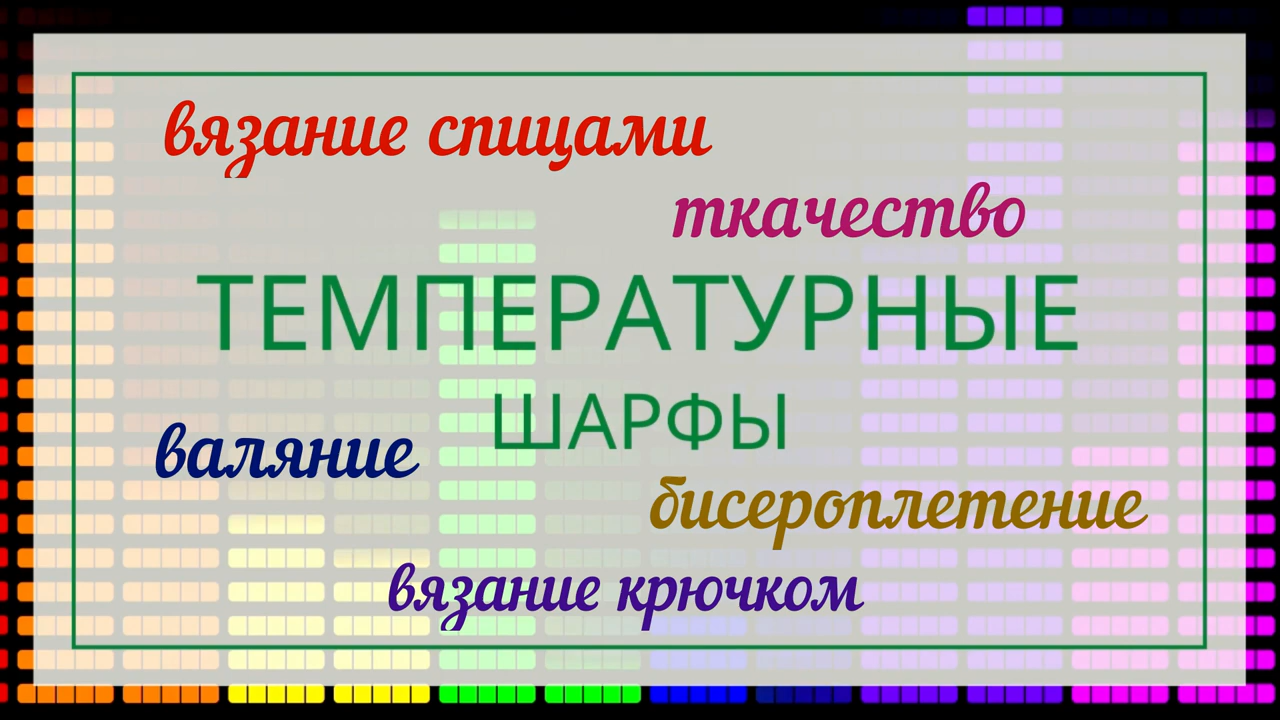 вязание спицами
ткачество
ТЕМПЕРАТУРНЫЕ
ШАРФЫ
валяние
бисероплетение
вязание крючком